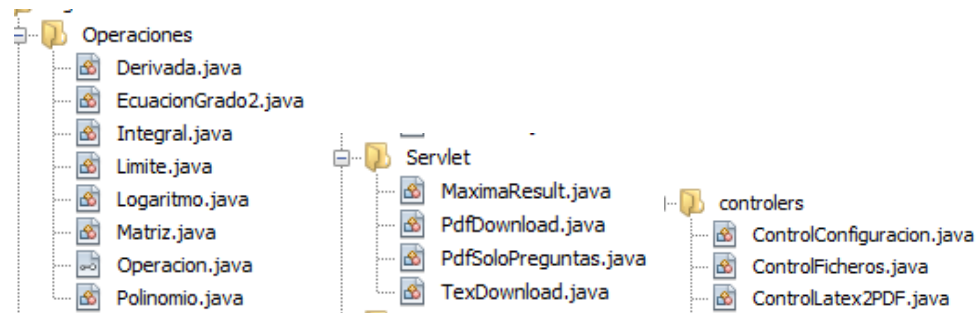 Operaciones
Derivada.java
EcuacionGrado2.java
Integral.java
Limite.java
Logaritmo.java
Matriz.java
Operacion.java
Polinomio.java
Servlet
MaximaResult.java
PdfDownload.java
PdfSoloPreguntas.java
TexDownload.java
controlers
ControlConfiguracion.java
ControlFicheros.java
ControlLatex2PDF.java